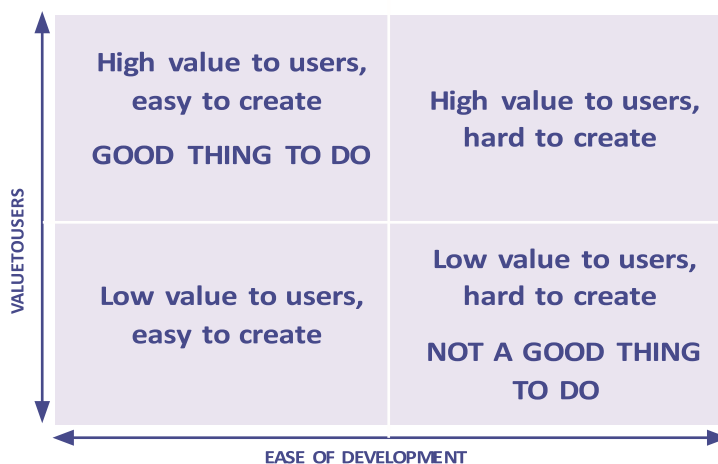 High value to users,
easy to create
GOOD THING TO DO
High value to users,
hard to create
Low value to users,
easy to create
Low value to users,
hard to create
NOT A GOOD THING
TO DO
VALUETOUSERS
EASE OF DEVELOPMENT